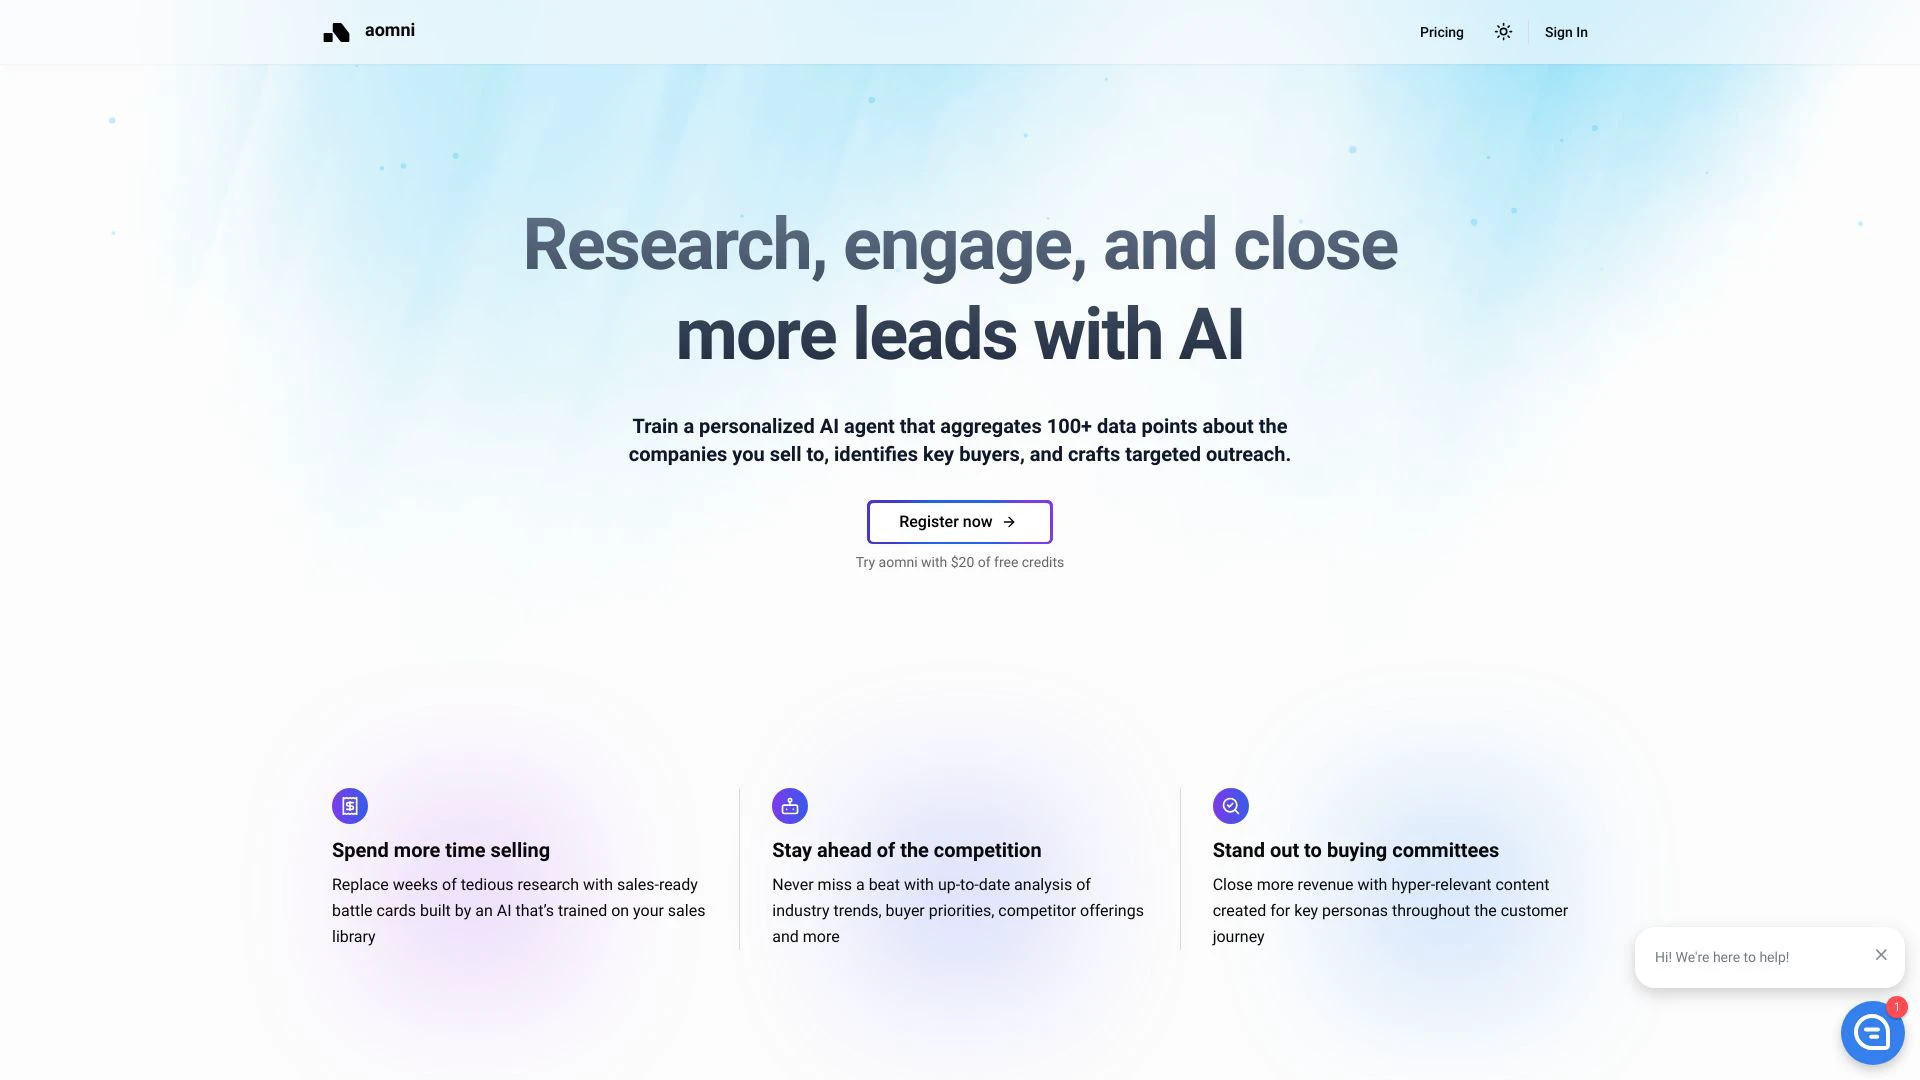 aomni
Pricing
Sign In
Research, engage, and close
more leads with AI
Train a personalized AI agent that aggregates 100+ data points about the
companies you sell to, identifies key buyers, and crafts targeted outreach.
Register now →
Try aomni with $20 of free credits
Spend more time selling
Replace weeks of tedious research with sales-ready
battle cards built by an AI that’s trained on your sales
library
Stay ahead of the competition
Never miss a beat with up-to-date analysis of
industry trends, buyer priorities, competitor offerings
and more
Stand out to buying committees
Close more revenue with hyper-relevant content
created for key personas throughout the customer
journey
Hi! We're here to help!
1